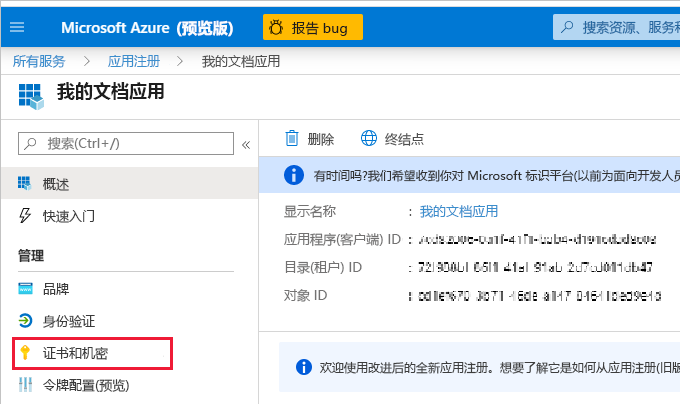 Microsoft Azure (预览版)
报告 bug
搜索资源、服务和
所有服务 > 应用注册 > 我的文档应用
我的文档应用
搜索(Ctrl+/)
«
删除
终结点
概述
快速入门
管理
品牌
身份验证
证书和机密
令牌配置(预览)
有时间吗?我们希望收到你对 Microsoft 标识平台(以前为面向开发人员
显示名称 : 我的文档应用
应用程序(客户端) ID :
目录(租户) ID :
对象 ID :
欢迎使用改进后的全新应用注册。想要了解它是如何从应用注册(旧版